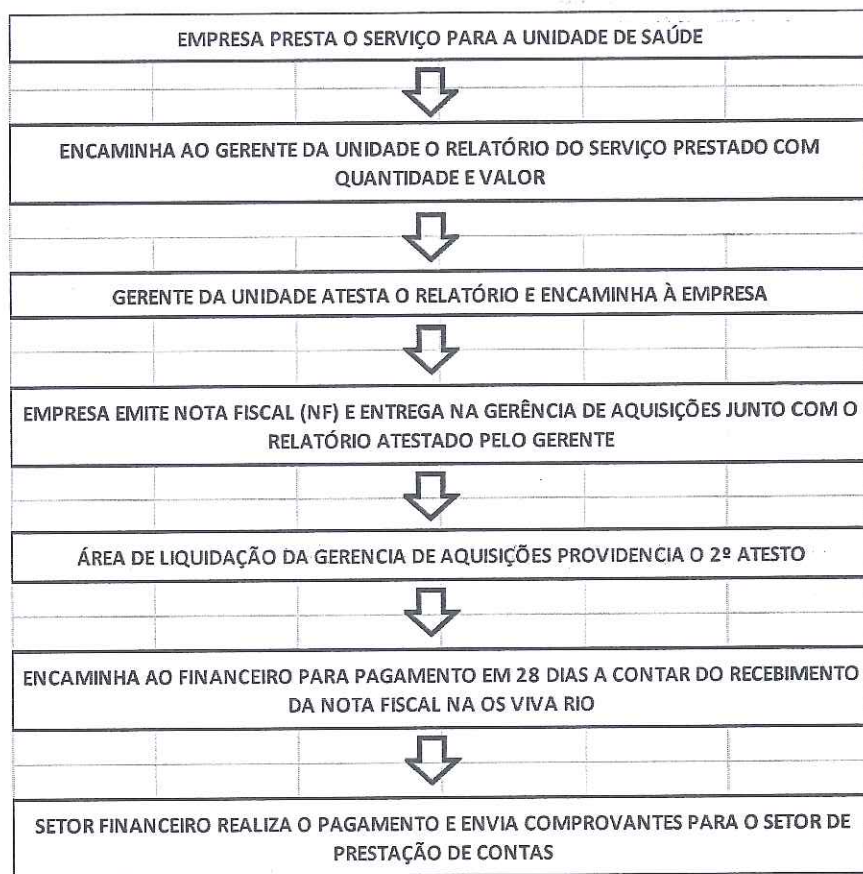 EMPRESA PRESTA O SERVIÇO PARA A UNIDADE DE SAÚDE
ENCAMINHA AO GERENTE DA UNIDADE O RELATÓRIO DO SERVIÇO PRESTADO COM
QUANTIDADE E VALOR
GERENTE DA UNIDADE ATESTA O RELATÓRIO E ENCAMINHA À EMPRESA
EMPRESA EMITE NOTA FISCAL (NF) E ENTREGA NA GERÊNCIA DE AQUISIÇÕES JUNTO COM O
RELATÓRIO ATESTADO PELO GERENTE
ÁREA DE LIQUIDAÇÃO DA GERENCIA DE AQUISIÇÕES PROVIDENCIA O 2º ATESTO
ENCAMINHA AO FINANCEIRO PARA PAGAMENTO EM 28 DIAS A CONTAR DO RECEBIMENTO
DA NOTA FISCAL NA OS VIVA RIO
SETOR FINANCEIRO REALIZA O PAGAMENTO E ENVIA COMPROVANTES PARA O SETOR DE
PRESTAÇÃO DE CONTAS